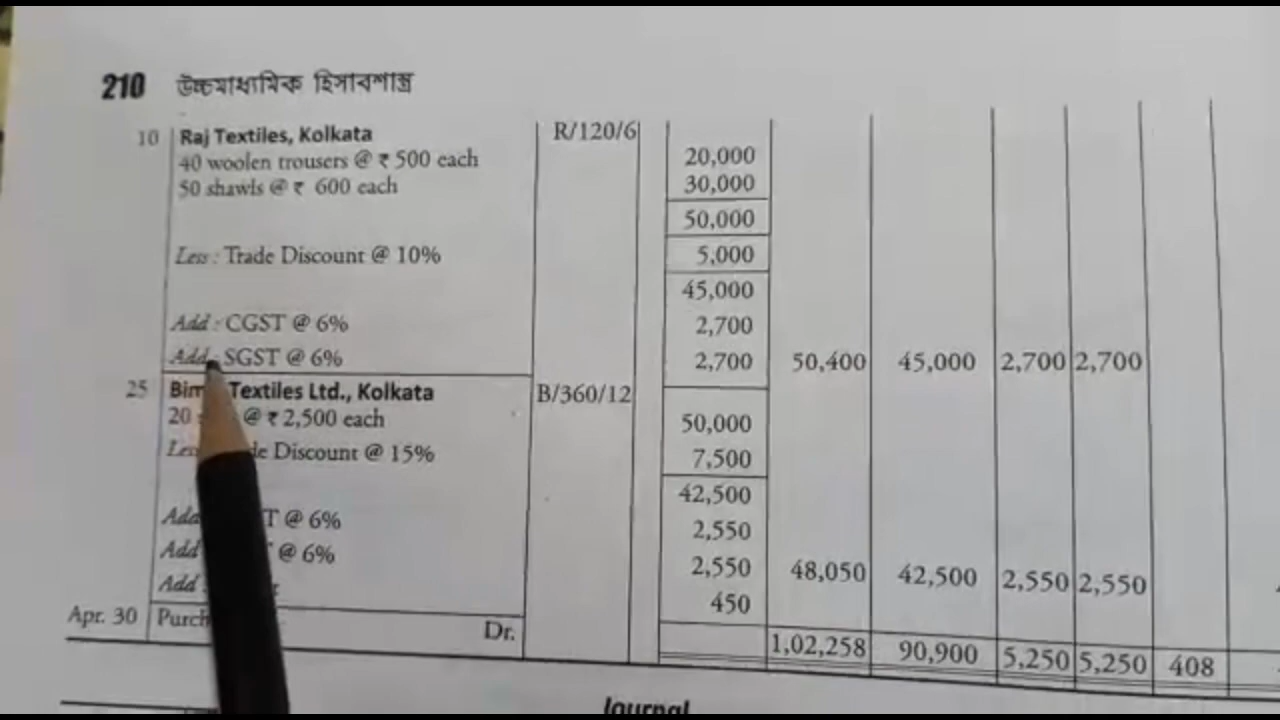 210 উচ্চমাধ্যমিক হিসাবশাস্ত্র
10 Raj Textiles, Kolkata R/120/6
40 woolen trousers @ ₹ 500 each 20,000
50 shawls @ ₹ 600 each 30,000
50,000
Less : Trade Discount @ 10% 5,000
45,000
Add : CGST @ 6% 2,700
Add : SGST @ 6% 2,700 50,400 45,000 2,700 2,700
25 Textiles Ltd., Kolkata B/360/12
20 @ ₹ 2,500 each 50,000
Discount @ 15% 7,500
42,500
Add @ 6% 2,550
Add @ 6% 2,550 48,050 42,500 2,550 2,550
Add 450
Apr. 30 Dr.
1,02,258 90,900 5,250 5,250 408
Journal